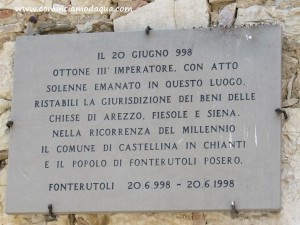 www.cominciamodaqua.com
IL 20 GIUGNO 998
OTTONE III° IMPERATORE, CON ATTO
SOLENNE EMANATO IN QUESTO LUOGO,
RISTABILI LA GIURISDIZIONE DEI BENI DELLE
CHIESE DI AREZZO, FIESOLE E SIENA.
NELLA RICORRENZA DEL MILLENNIO
IL COMUNE DI CASTELLINA IN CHIANTI
E IL POPOLO DI FONTERUTOLI POSERO.
FONTERUTOLI 20.6.998 - 20.6.1998